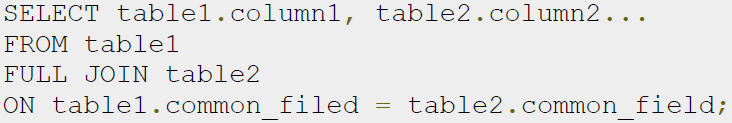 SELECT table1.column1, table2.column2...
FROM table1
FULL JOIN table2
ON table1.common_filed = table2.common_field;